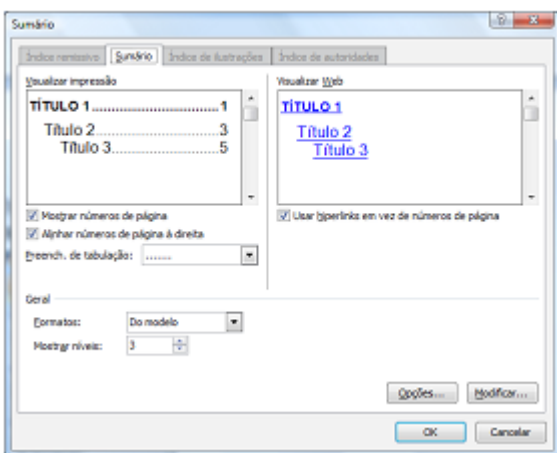 Sumário
Índice remissivo Sumário Índice de ilustrações Índice de autoridades
Visualizar impressão
TÍTULO 1..............................1
Título 2.........................3
Título 3......................5
Mostrar números de página
Alinhar números de página à direita
Preench. de tabulação: .......
Visualizar Web
TÍTULO 1
Título 2
Título 3
Usar hiperlinks em vez de números de página
Geral
Formatos: Do modelo
Mostrar níveis: 3
Opções... Modificar...
OK Cancelar